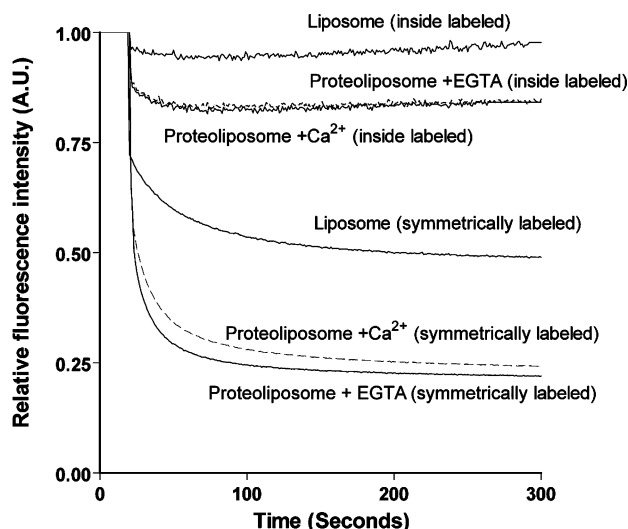 Liposome (inside labeled)
1.00
Proteoliposome +EGTA (inside labeled)
Proteoliposome +Ca2+ (inside labeled)
0.75
Liposome (symmetrically labeled)
0.50
Proteoliposome +Ca2+ (symmetrically labeled)
0.25
Proteoliposome + EGTA (symmetrically labeled)
0.00
0 100 200 300
Time (Seconds)
Relative fluorescence intensity (A.U.)